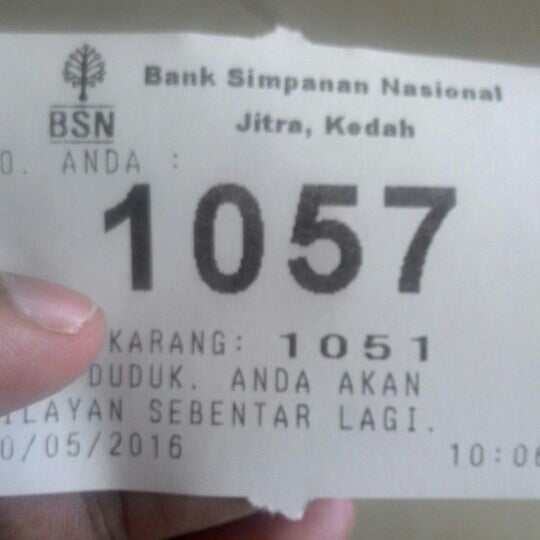 Bank Simpanan Nasional
BSN
Jitra, Kedah
O. ANDA :
1057
KARANG: 1051
DUDUK. ANDA AKAN
ILAYAN SEBENTAR LAGI.
0/05/2016 10:06